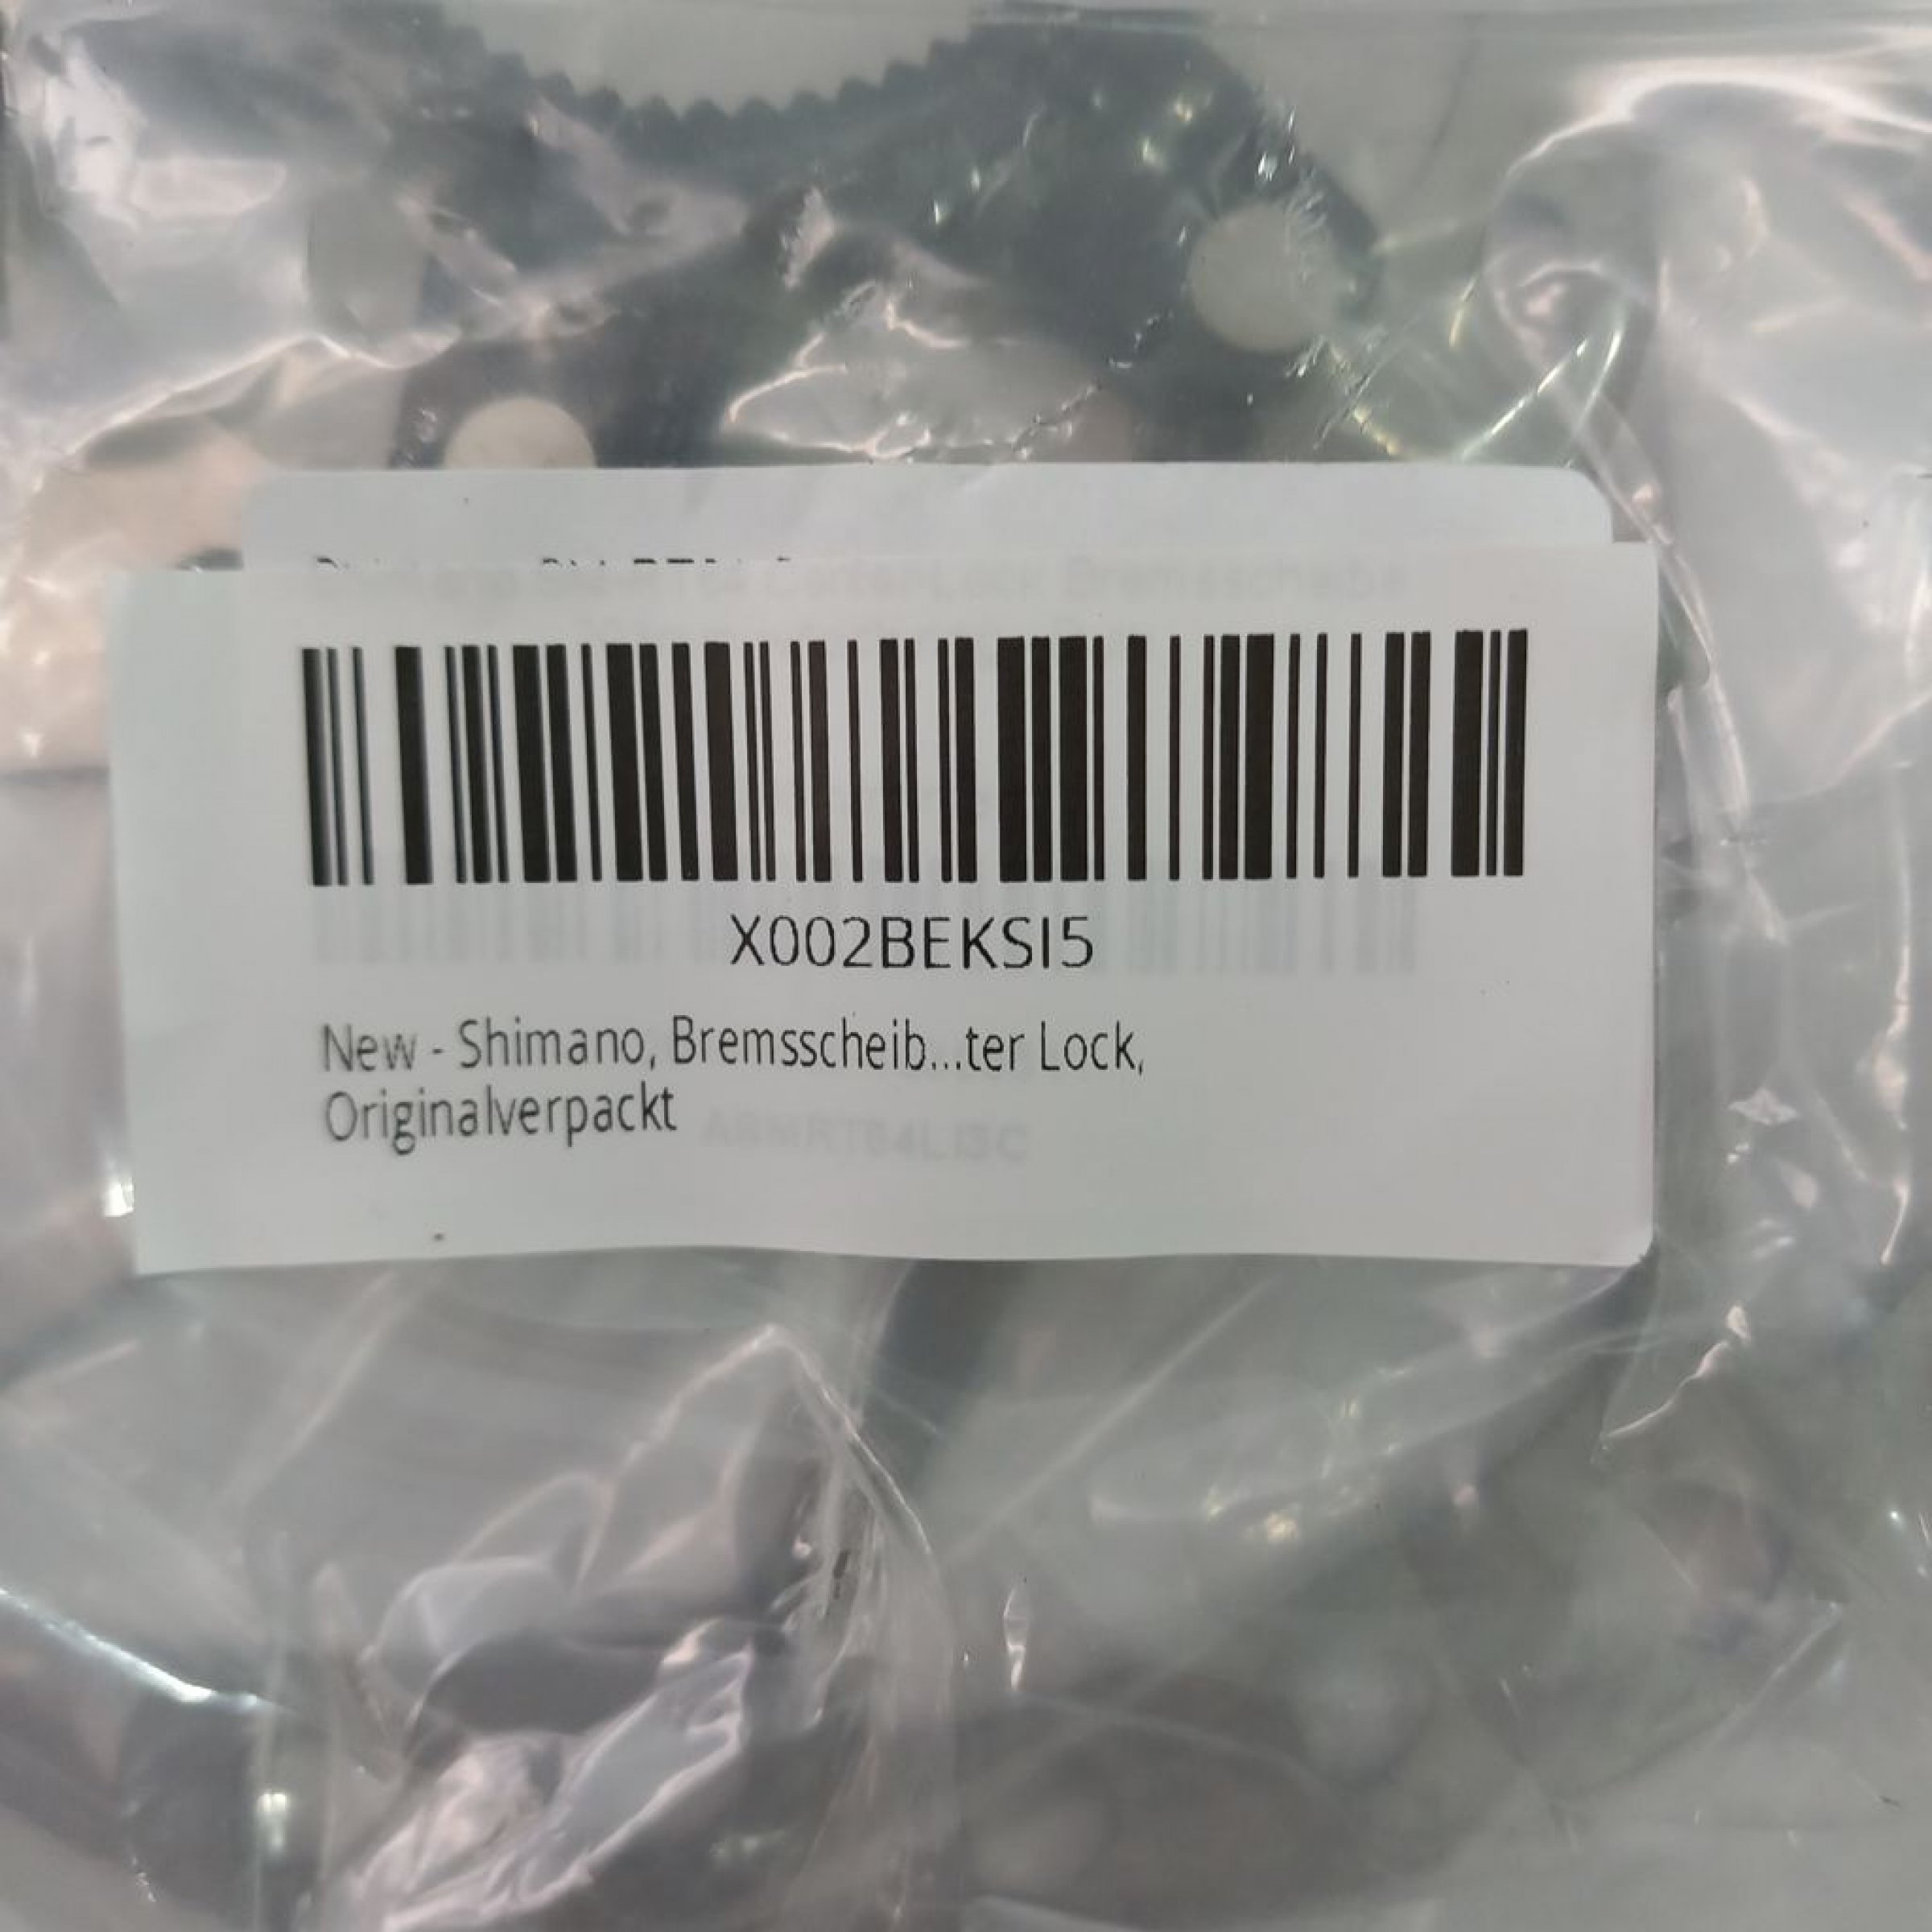 X002BEKSI5
New - Shimano, Bremsscheib...ter Lock,
Originalverpackt